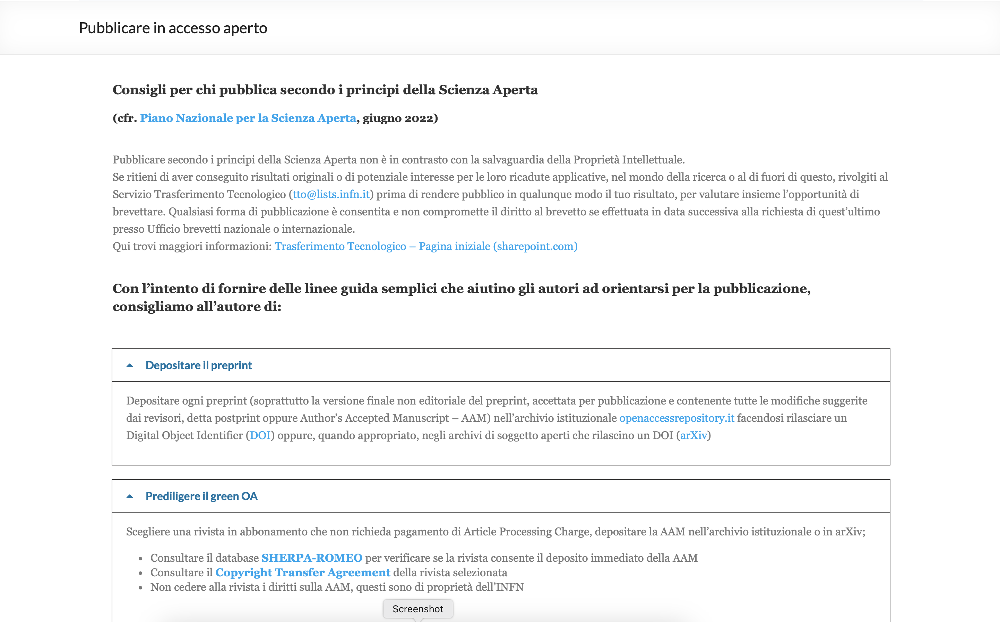 Pubblicare in accesso aperto
Consigli per chi pubblica secondo i principi della Scienza Aperta
(cfr. Piano Nazionale per la Scienza Aperta, giugno 2022)
Pubblicare secondo i principi della Scienza Aperta non è in contrasto con la salvaguardia della Proprietà Intellettuale.
Se ritieni di aver conseguito risultati originali o di potenziale interesse per le loro ricadute applicative, nel mondo della ricerca o al di fuori di questo, rivolgiti al
Servizio Trasferimento Tecnologico (tto@lists.infn.it) prima di rendere pubblico in qualunque modo il tuo risultato, per valutare insieme l’opportunità di
brevettare. Qualsiasi forma di pubblicazione è consentita e non compromette il diritto al brevetto se effettuata in data successiva alla richiesta di quest’ultimo
presso Ufficio brevetti nazionale o internazionale.
Qui trovi maggiori informazioni: Trasferimento Tecnologico – Pagina iniziale (sharepoint.com)
Con l’intento di fornire delle linee guida semplici che aiutino gli autori ad orientarsi per la pubblicazione,
consigliamo all’autore di:
Depositare il preprint
Depositare ogni preprint (soprattutto la versione finale non editoriale del preprint, accettata per pubblicazione e contenente tutte le modifiche suggerite
dai revisori, detta postprint oppure Author’s Accepted Manuscript – AAM) nell’archivio istituzionale openaccessrepository.it facendosi rilasciare un
Digital Object Identifier (DOI) oppure, quando appropriato, negli archivi di soggetto aperti che rilascino un DOI (arXiv)
Prediligere il green OA
Scegliere una rivista in abbonamento che non richieda pagamento di Article Processing Charge, depositare la AAM nell’archivio istituzionale o in arXiv;
• Consultare il database SHERPA-ROMEO per verificare se la rivista consente il deposito immediato della AAM
• Consultare il Copyright Transfer Agreement della rivista selezionata
• Non cedere alla rivista i diritti sulla AAM, questi sono di proprietà dell’INFN
Screenshot